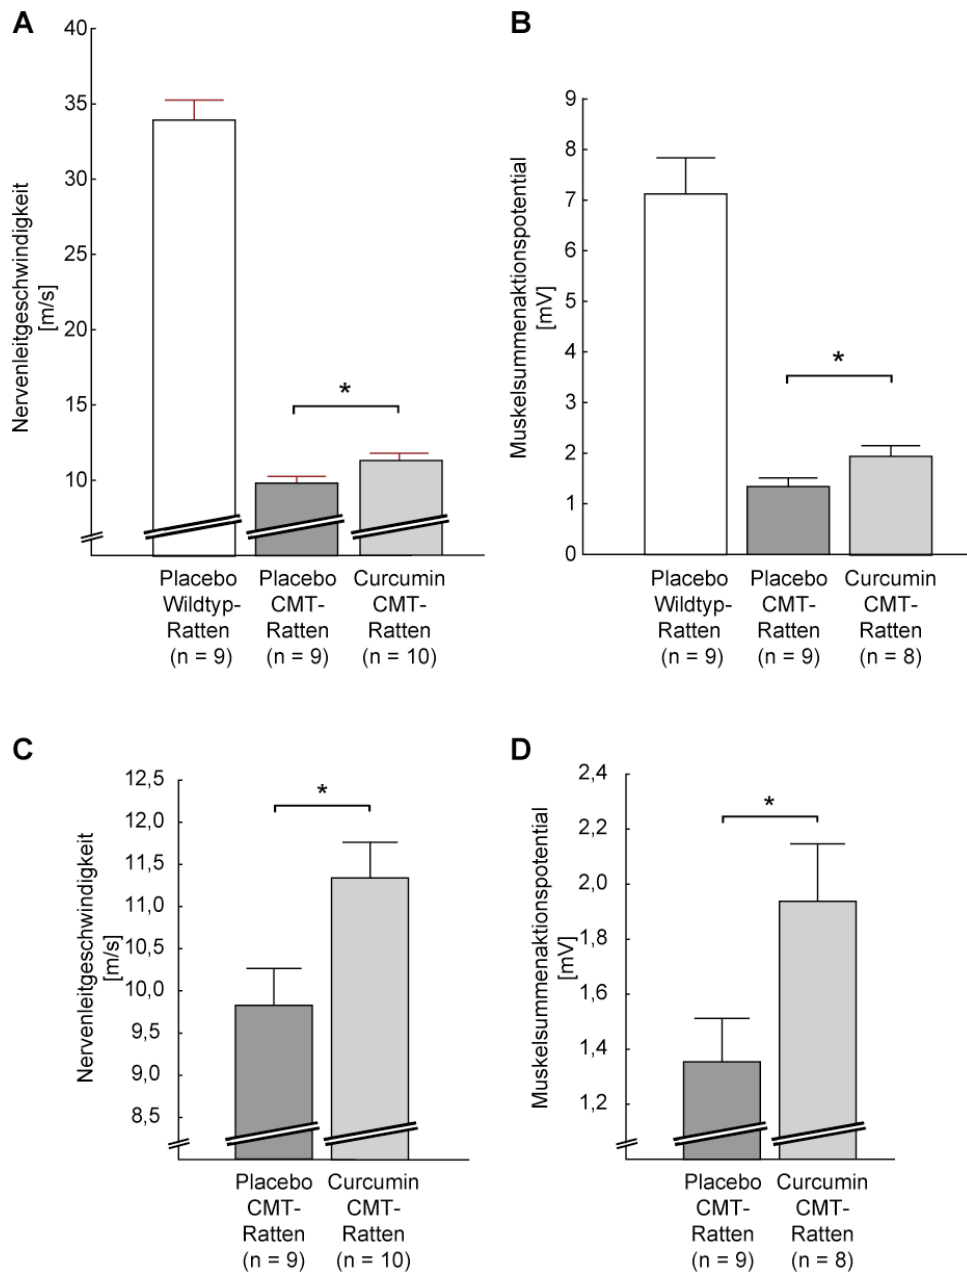 A
40
35
30
25
20
15
10
Nervenleitgeschwindigkeit
[m/s]
*
Placebo
Wildtyp-
Ratten
(n = 9)
Placebo
CMT-
Ratten
(n = 9)
Curcumin
CMT-
Ratten
(n = 10)
B
9
8
7
6
5
4
3
2
1
0
Muskelsummenaktionspotential
[mV]
*
Placebo
Wildtyp-
Ratten
(n = 9)
Placebo
CMT-
Ratten
(n = 9)
Curcumin
CMT-
Ratten
(n = 8)
C
12,5
12,0
11,5
11,0
10,5
10,0
9,5
9,0
8,5
Nervenleitgeschwindigkeit
[m/s]
*
Placebo
CMT-
Ratten
(n = 9)
Curcumin
CMT-
Ratten
(n = 10)
D
2,4
2,2
2,0
1,8
1,6
1,4
1,2
Muskelsummenaktionspotential
[mV]
*
Placebo
CMT-
Ratten
(n = 9)
Curcumin
CMT-
Ratten
(n = 8)